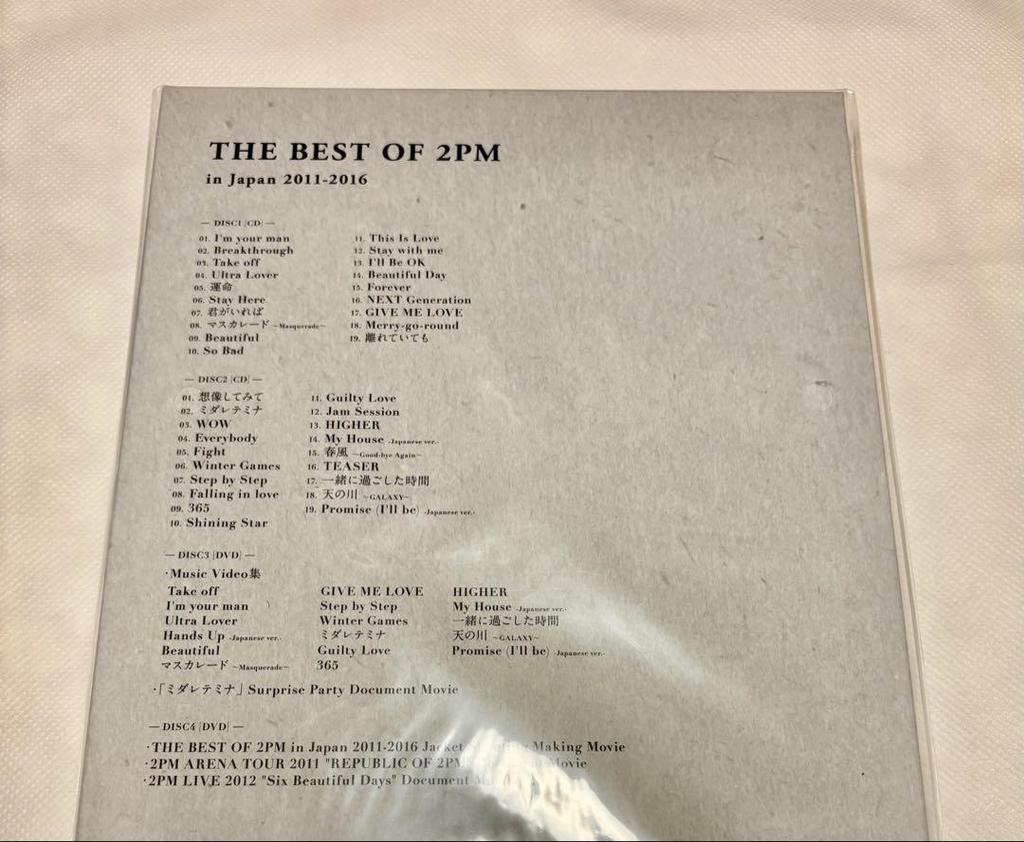 THE BEST OF 2PM
in Japan 2011-2016
— DISC1 [CD] —
01. I'm your man
02. Breakthrough
03. Take off
04. Ultra Lover
05. 運命
06. Stay Here
07. 君がいれば
08. マスカレード ～Masquerade～
09. Beautiful
10. So Bad
11. This Is Love
12. Stay with me
13. I'll Be OK
14. Beautiful Day
15. Forever
16. NEXT Generation
17. GIVE ME LOVE
18. Merry-go-round
19. 離れていても
— DISC2 [CD] —
01. 想像してみて
02. ミダレテミナ
03. WOW
04. Everybody
05. Fight
06. Winter Games
07. Step by Step
08. Falling in love
09. 365
10. Shining Star
11. Guilty Love
12. Jam Session
13. HIGHER
14. My House -Japanese ver.-
15. 春風 ～Good-bye Again～
16. TEASER
17. 一緒に過ごした時間
18. 天の川 ～GALAXY～
19. Promise (I'll be) -Japanese ver.-
— DISC3 [DVD] —
・Music Video集
Take off
I'm your man
Ultra Lover
Hands Up -Japanese ver.-
Beautiful
マスカレード ～Masquerade～
GIVE ME LOVE
Step by Step
Winter Games
ミダレテミナ
Guilty Love
365
HIGHER
My House -Japanese ver.-
一緒に過ごした時間
天の川 ～GALAXY～
Promise (I'll be) -Japanese ver.-
・「ミダレテミナ」Surprise Party Document Movie
— DISC4 [DVD] —
・THE BEST OF 2PM in Japan 2011-2016 Jacket Making Movie
・2PM ARENA TOUR 2011 "REPUBLIC OF 2PM Movie
・2PM LIVE 2012 "Six Beautiful Days" Document